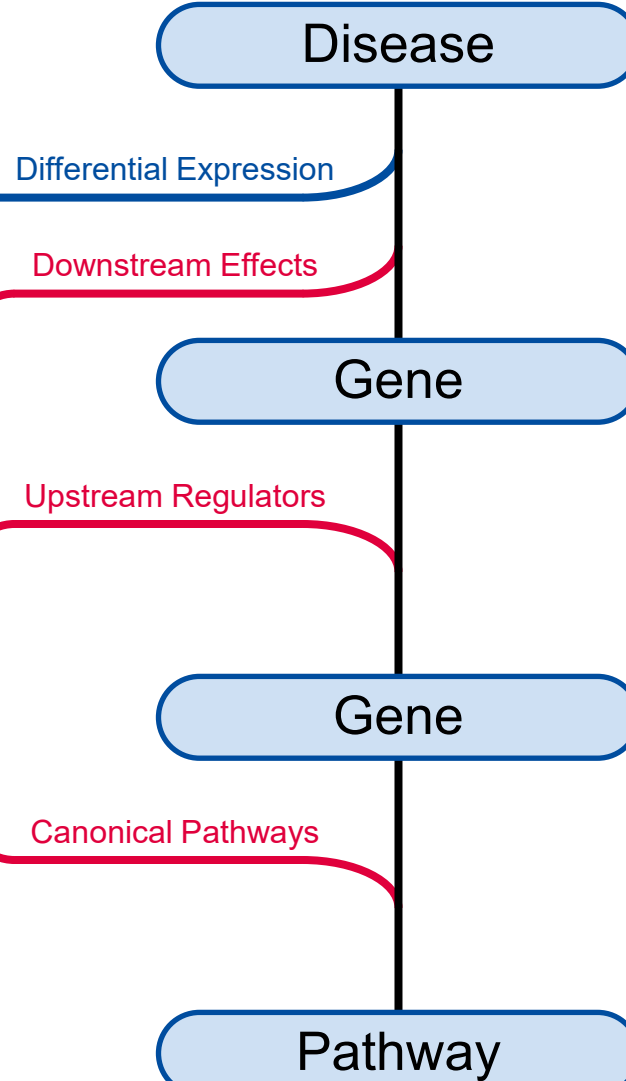 Disease
Differential Expression
Downstream Effects
Gene
Upstream Regulators
Gene
Canonical Pathways
Pathway